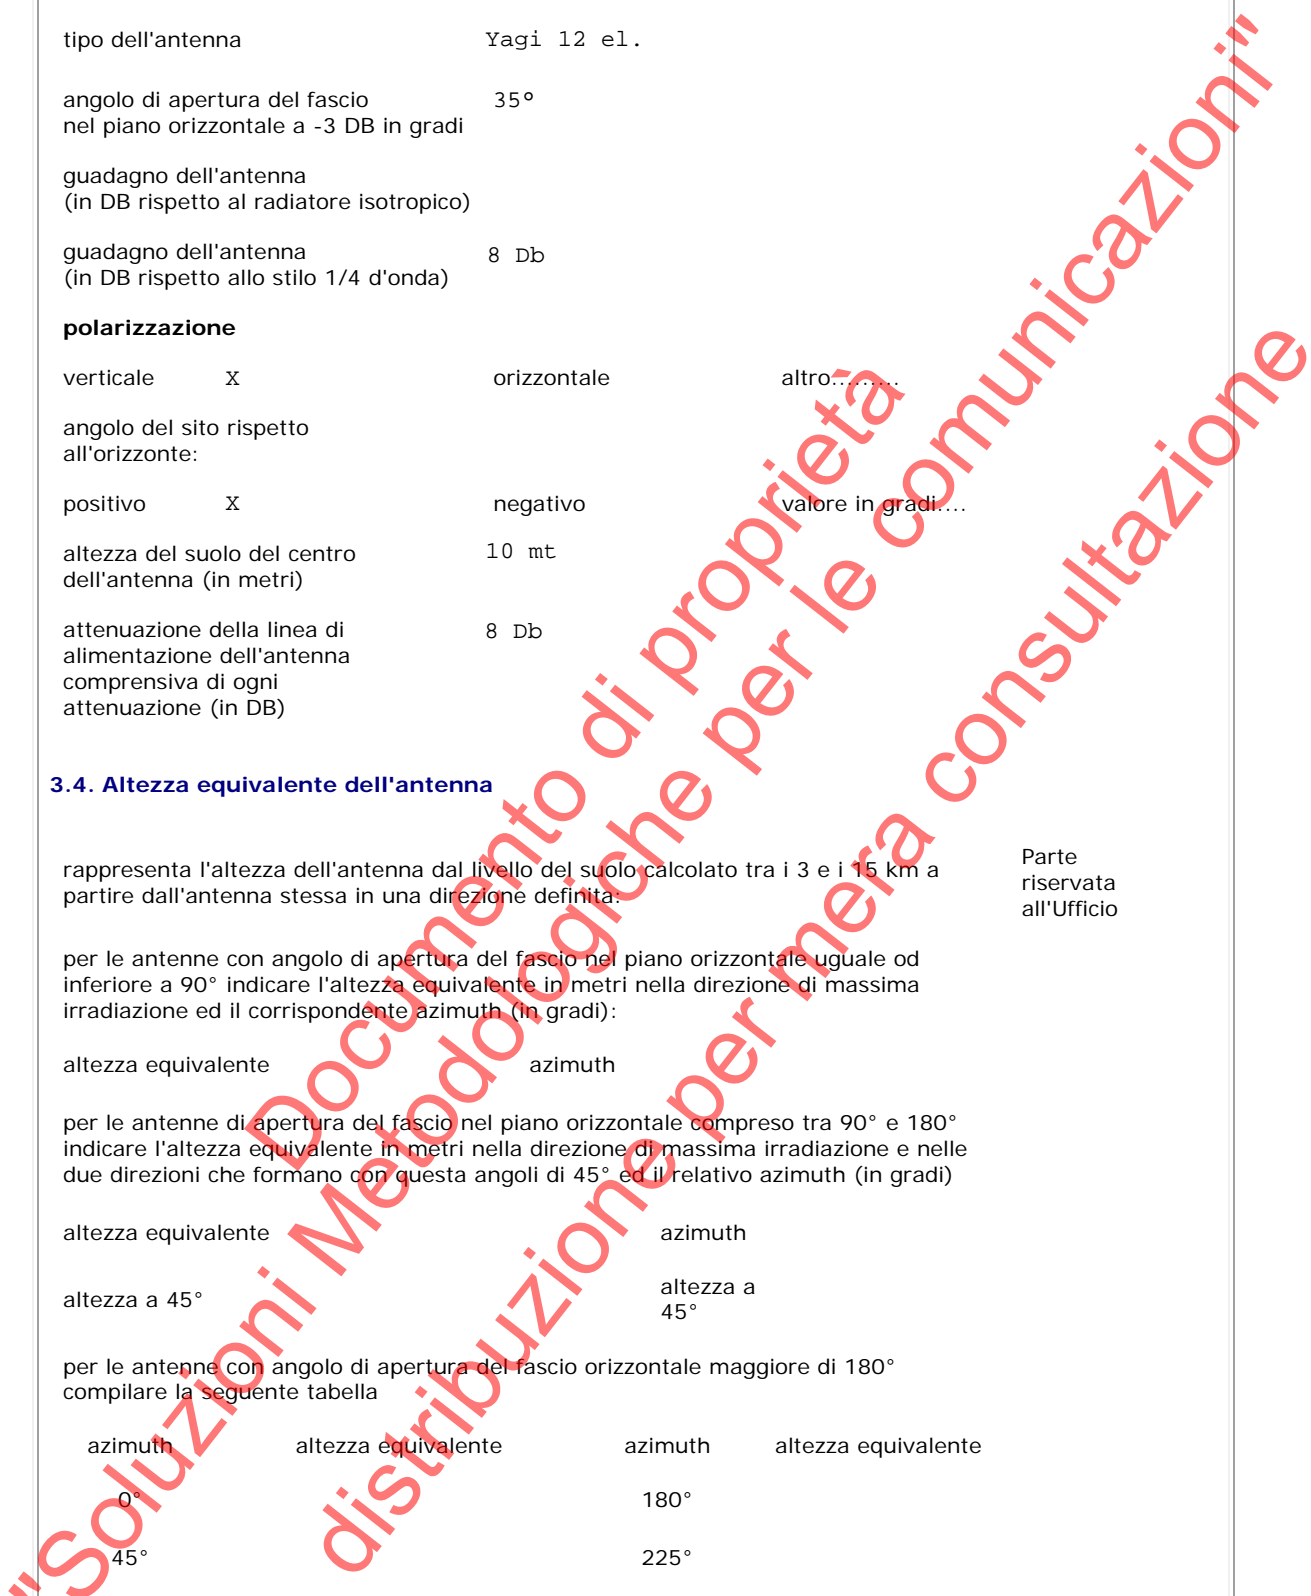 tipo dell'antenna Yagi 12 el.
angolo di apertura del fascio 35°
nel piano orizzontale a -3 DB in gradi
guadagno dell'antenna
(in DB rispetto al radiatore isotropico)
guadagno dell'antenna 8 Db
(in DB rispetto allo stilo 1/4 d'onda)
polarizzazione
verticale X orizzontale altro.........
angolo del sito rispetto
all'orizzonte:
positivo X negativo valore in gradi....
altezza del suolo del centro 10 mt
dell'antenna (in metri)
attenuazione della linea di 8 Db
alimentazione dell'antenna
comprensiva di ogni
attenuazione (in DB)
3.4. Altezza equivalente dell'antenna
rappresenta l'altezza dell'antenna dal livello del suolo calcolato tra i 3 e i 15 km a
partire dall'antenna stessa in una direzione definita:
Parte
riservata
all'Ufficio
per le antenne con angolo di apertura del fascio nel piano orizzontale uguale od
inferiore a 90° indicare l'altezza equivalente in metri nella direzione di massima
irradiazione ed il corrispondente azimuth (in gradi):
altezza equivalente azimuth
per le antenne di apertura del fascio nel piano orizzontale compreso tra 90° e 180°
indicare l'altezza equivalente in metri nella direzione di massima irradiazione e nelle
due direzioni che formano con questa angoli di 45° ed il relativo azimuth (in gradi)
altezza equivalente azimuth
altezza a 45° altezza a
45°
per le antenne con angolo di apertura del fascio orizzontale maggiore di 180°
compilare la seguente tabella
azimuth altezza equivalente azimuth altezza equivalente
0° 180°
45° 225°
Documento di proprietà
"Soluzioni Metodologiche per le comunicazioni"
distribuzione per mera consultazione